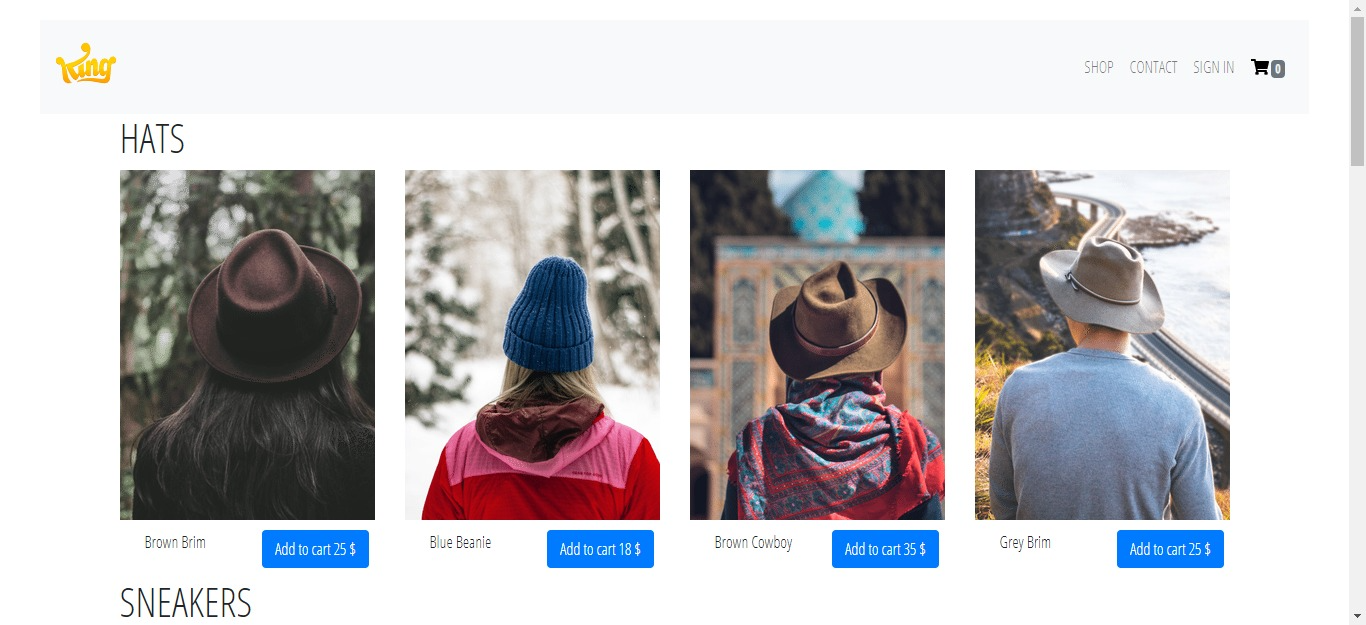 King
SHOP CONTACT SIGN IN 0
HATS
Brown Brim Add to cart 25 $ Blue Beanie Add to cart 18 $ Brown Cowboy Add to cart 35 $ Grey Brim Add to cart 25 $
SNEAKERS